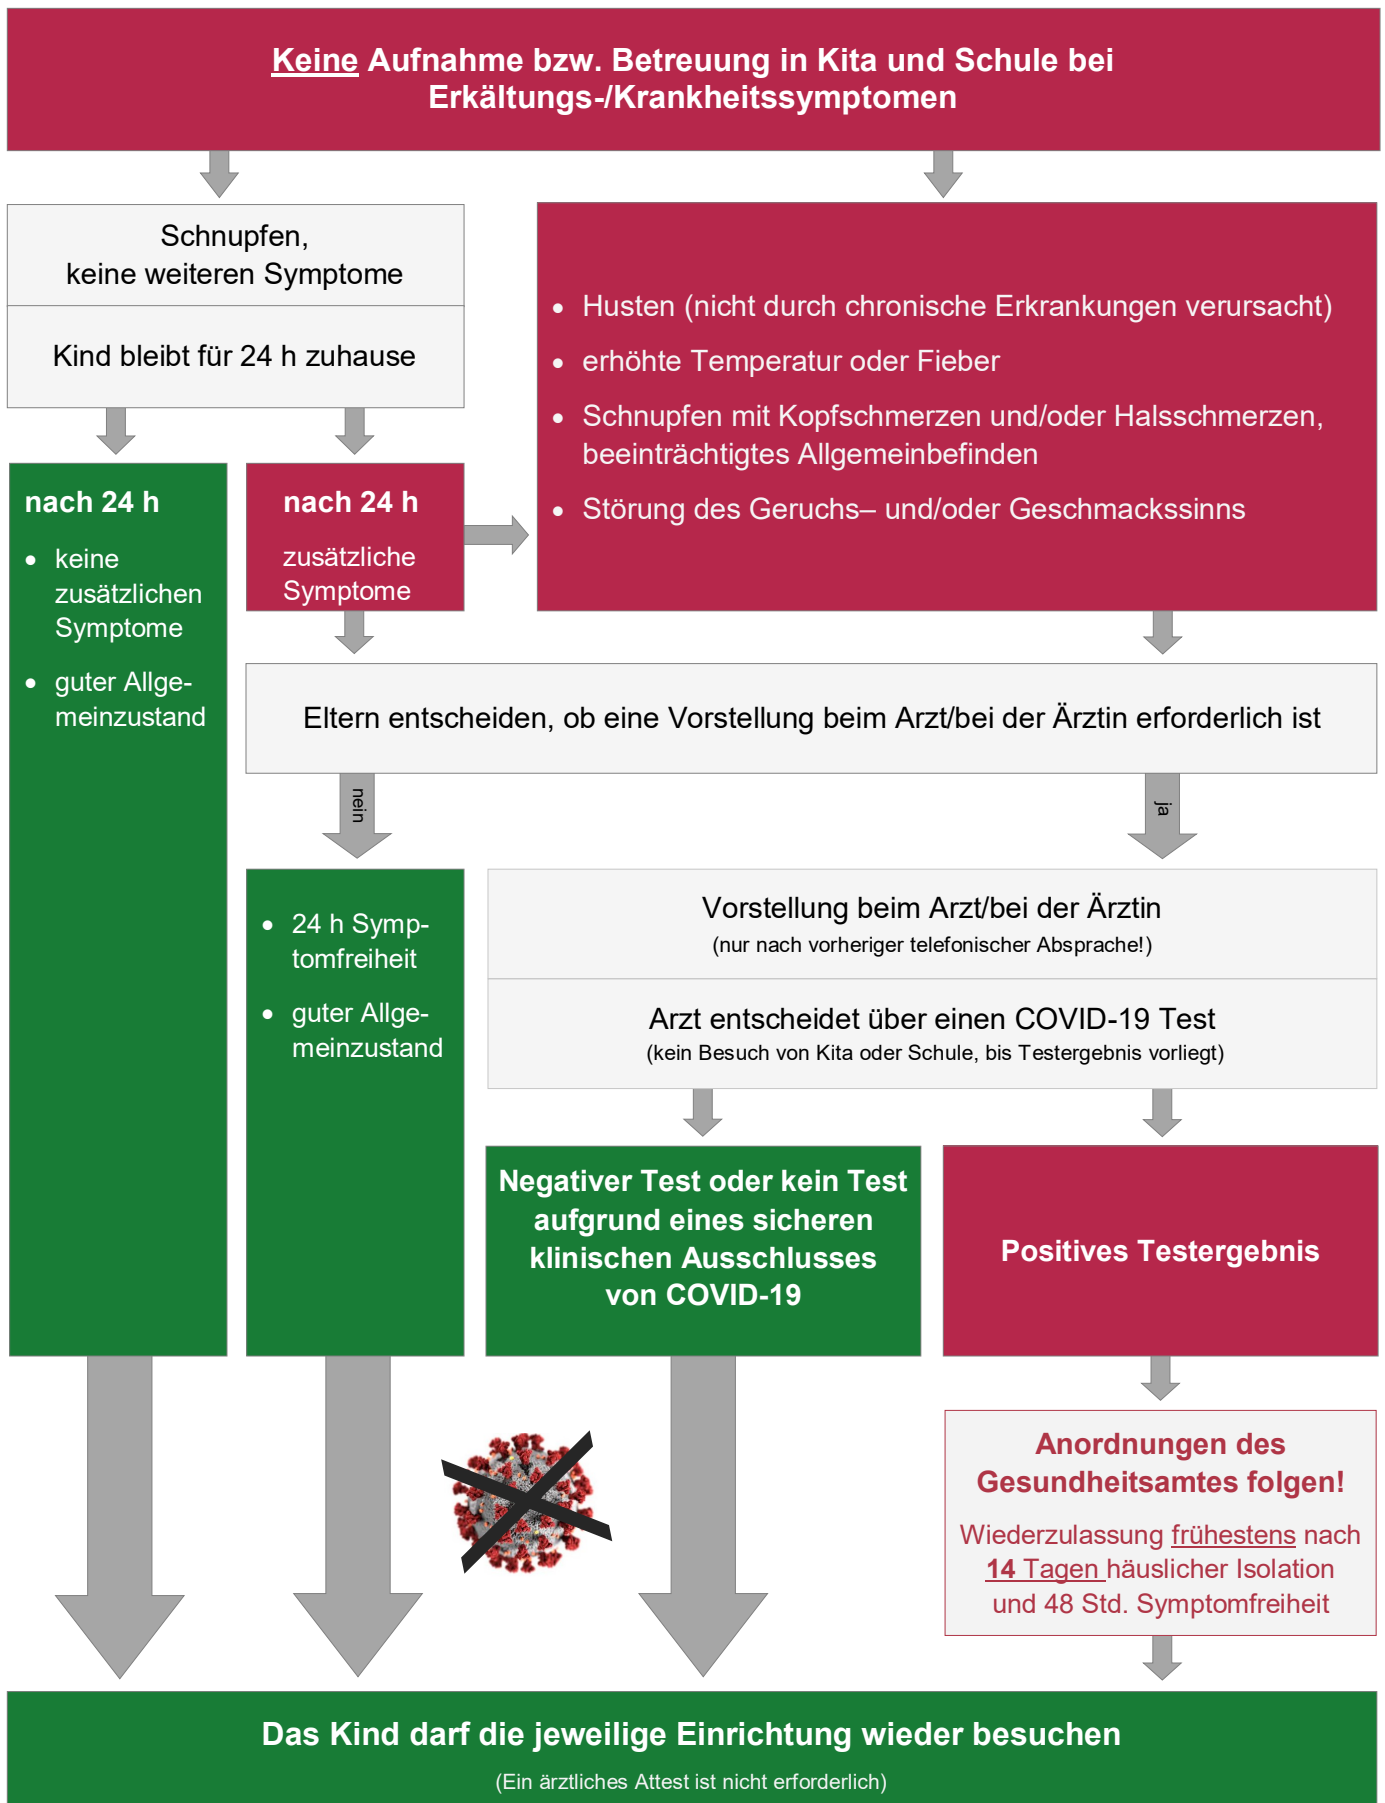 Keine Aufnahme bzw. Betreuung in Kita und Schule bei
Erkältungs-/Krankheitssymptomen
Schnupfen,
keine weiteren Symptome
Kind bleibt für 24 h zuhause
• Husten (nicht durch chronische Erkrankungen verursacht)
• erhöhte Temperatur oder Fieber
• Schnupfen mit Kopfschmerzen und/oder Halsschmerzen,
beeinträchtigtes Allgemeinbefinden
• Störung des Geruchs– und/oder Geschmackssinns
nach 24 h
• keine
zusätzlichen
Symptome
• guter Allge-
meinzustand
nach 24 h
zusätzliche
Symptome
Eltern entscheiden, ob eine Vorstellung beim Arzt/bei der Ärztin erforderlich ist
nein
ja
• 24 h Symp-
tomfreiheit
• guter Allge-
meinzustand
Vorstellung beim Arzt/bei der Ärztin
(nur nach vorheriger telefonischer Absprache!)
Arzt entscheidet über einen COVID-19 Test
(kein Besuch von Kita oder Schule, bis Testergebnis vorliegt)
Negativer Test oder kein Test
aufgrund eines sicheren
klinischen Ausschlusses
von COVID-19
Positives Testergebnis
Anordnungen des
Gesundheitsamtes folgen!
Wiederzulassung frühestens nach
14 Tagen häuslicher Isolation
und 48 Std. Symptomfreiheit
Das Kind darf die jeweilige Einrichtung wieder besuchen
(Ein ärztliches Attest ist nicht erforderlich)